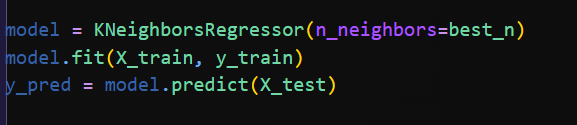 model = KNeighborsRegressor(n_neighbors=best_n)
model.fit(X_train, y_train)
y_pred = model.predict(X_test)